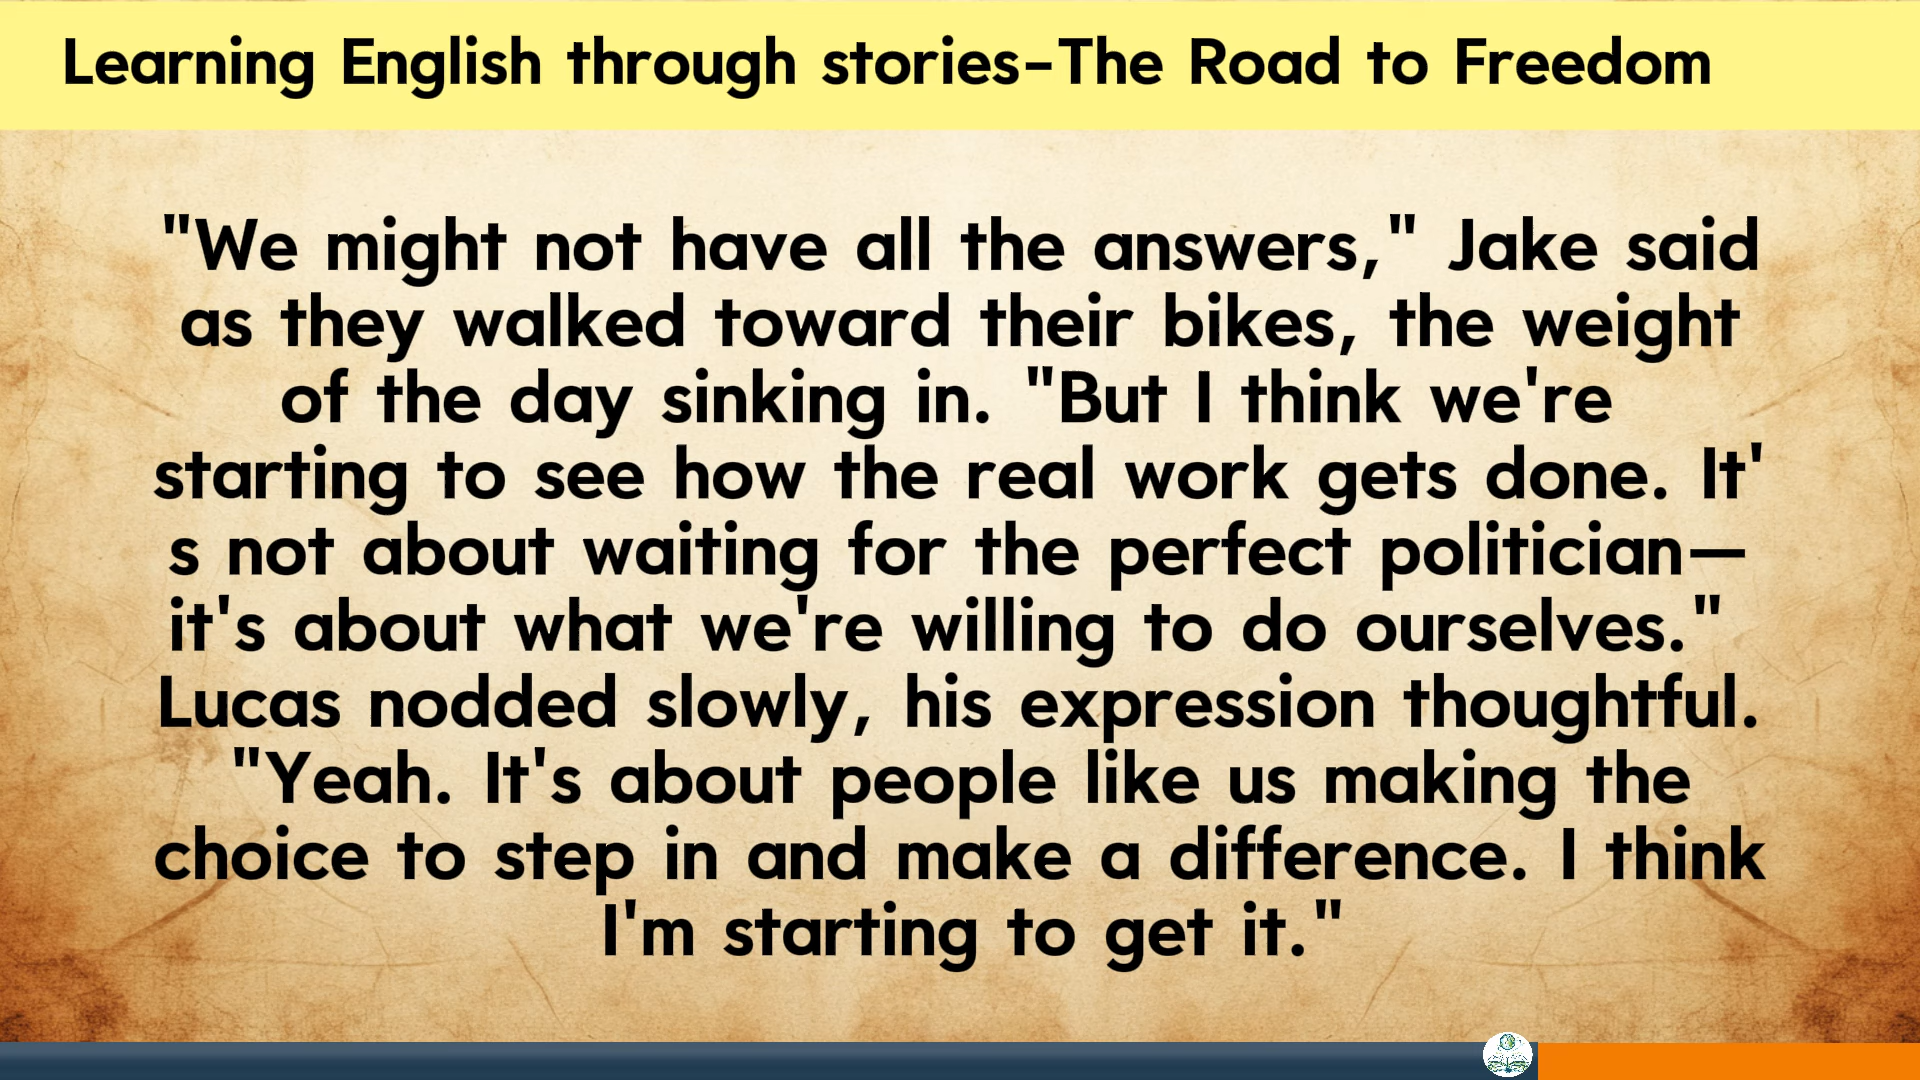 Learning English through stories-The Road to Freedom
"We might not have all the answers," Jake said
as they walked toward their bikes, the weight
of the day sinking in. "But I think we're
starting to see how the real work gets done. It'
s not about waiting for the perfect politician—
it's about what we're willing to do ourselves."
Lucas nodded slowly, his expression thoughtful.
"Yeah. It's about people like us making the
choice to step in and make a difference. I think
I'm starting to get it."